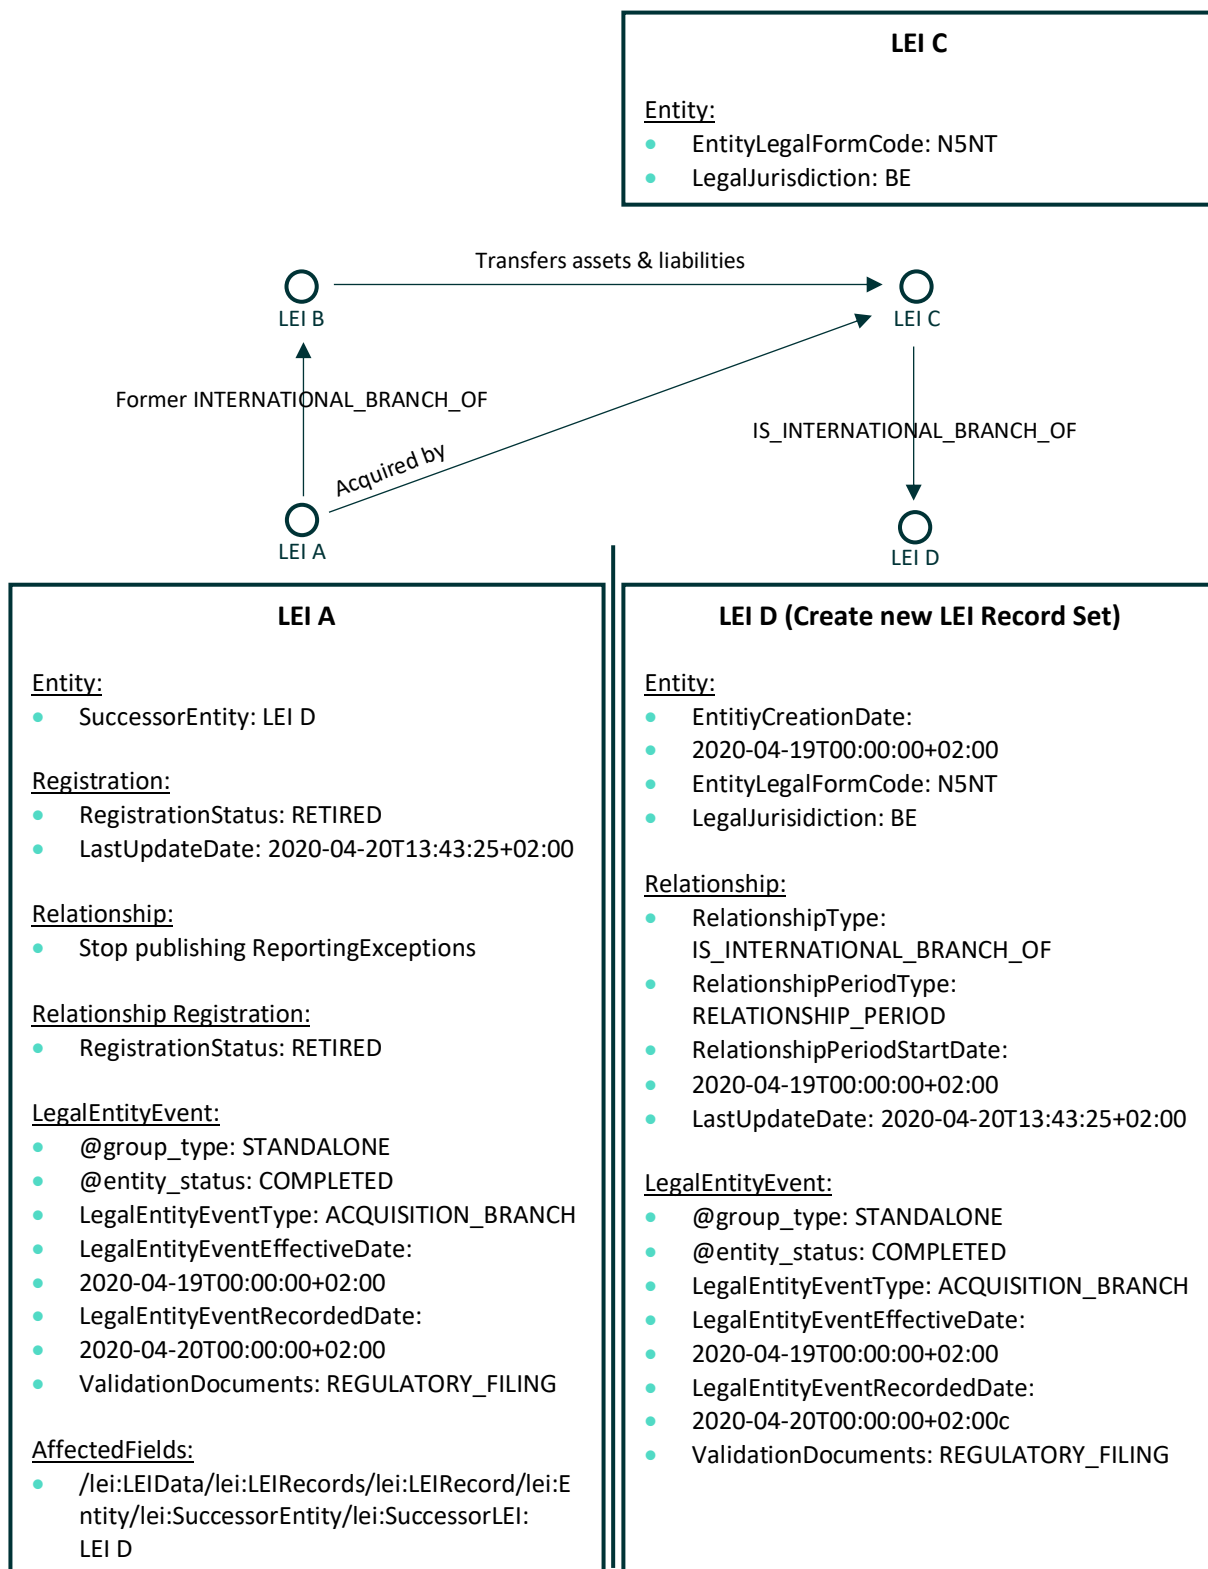 LEI C
Entity:
EntityLegalFormCode: N5NT
LegalJurisdiction: BE
Transfers assets & liabilities
LEI B
LEI C
Former INTERNATIONAL_BRANCH_OF
IS_INTERNATIONAL_BRANCH_OF
Acquired by
LEI A
LEI D
LEI A
Entity:
SuccessorEntity: LEI D
Registration:
RegistrationStatus: RETIRED
LastUpdateDate: 2020-04-20T13:43:25+02:00
Relationship:
Stop publishing ReportingExceptions
Relationship Registration:
RegistrationStatus: RETIRED
LegalEntityEvent:
@group_type: STANDALONE
@entity_status: COMPLETED
LegalEntityEventType: ACQUISITION_BRANCH
LegalEntityEventEffectiveDate:
2020-04-19T00:00:00+02:00
LegalEntityEventRecordedDate:
2020-04-20T00:00:00+02:00
ValidationDocuments: REGULATORY_FILING
AffectedFields:
/lei:LEIData/lei:LEIRecords/lei:LEIRecord/lei:E
ntity/lei:SuccessorEntity/lei:SuccessorLEI:
LEI D
LEI D (Create new LEI Record Set)
Entity:
EntitiyCreationDate:
2020-04-19T00:00:00+02:00
EntityLegalFormCode: N5NT
LegalJurisidiction: BE
Relationship:
RelationshipType:
IS_INTERNATIONAL_BRANCH_OF
RelationshipPeriodType:
RELATIONSHIP_PERIOD
RelationshipPeriodStartDate:
2020-04-19T00:00:00+02:00
LastUpdateDate: 2020-04-20T13:43:25+02:00
LegalEntityEvent:
@group_type: STANDALONE
@entity_status: COMPLETED
LegalEntityEventType: ACQUISITION_BRANCH
LegalEntityEventEffectiveDate:
2020-04-19T00:00:00+02:00
LegalEntityEventRecordedDate:
2020-04-20T00:00:00+02:00c
ValidationDocuments: REGULATORY_FILING